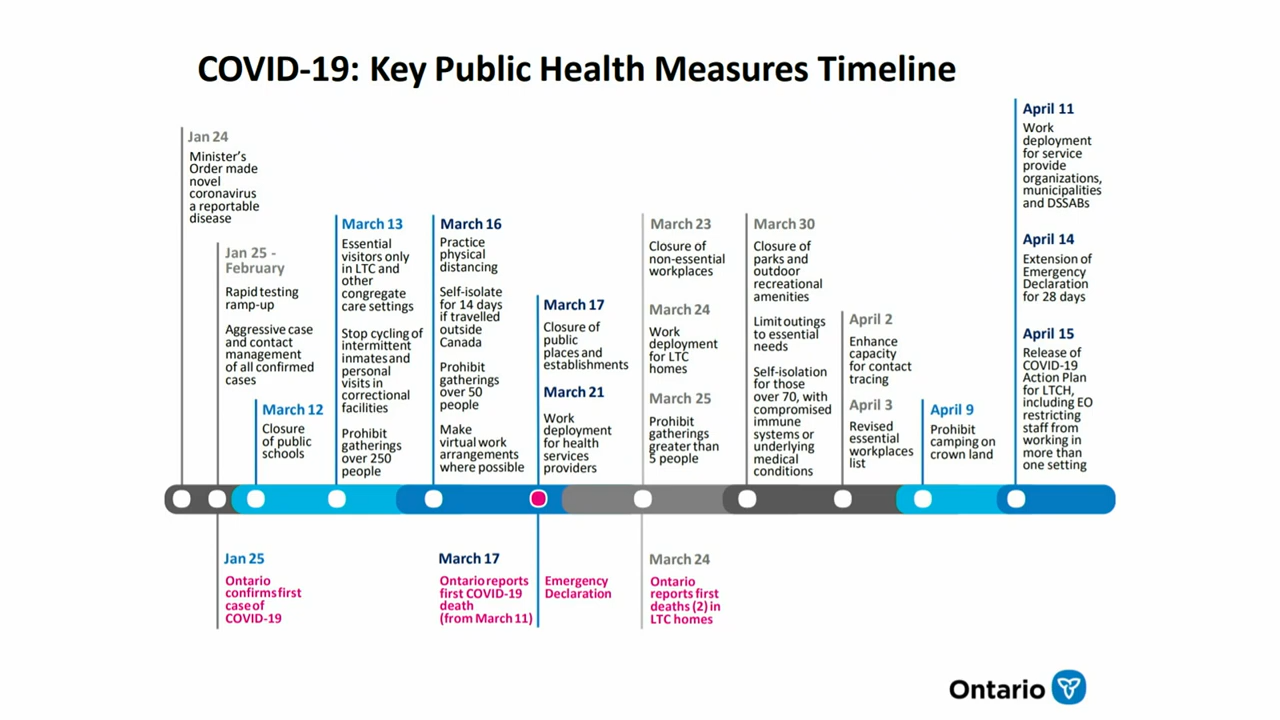 COVID-19: Key Public Health Measures Timeline
Jan 24
Minister's
Order made
novel
coronavirus
a reportable
disease
Jan 25 -
February
Rapid testing
ramp-up
Aggressive case
and contact
management
of all confirmed
cases
March 12
Closure
of public
schools
March 13
Essential
visitors only
in LTC and
other
congregate
care settings
Stop cycling of
intermittent
inmates and
personal
visits in
correctional
facilities
Prohibit
gatherings
over 250
people
March 16
Practice
physical
distancing
Self-isolate
for 14 days
if travelled
outside
Canada
Prohibit
gatherings
over 50
people
Make
virtual work
arrangements
where possible
March 17
Closure of
public
places and
establishments
March 21
Work
deployment
for health
services
providers
March 23
Closure of
non-essential
workplaces
March 24
Work
deployment
for LTC
homes
March 25
Prohibit
gatherings
greater than
5 people
March 30
Closure of
parks and
outdoor
recreational
amenities
Limit outings
to essential
needs
Self-isolation
for those
over 70, with
compromised
immune
systems or
underlying
medical
conditions
April 2
Enhance
capacity
for contact
tracing
April 3
Revised
essential
workplaces
list
April 9
Prohibit
camping on
crown land
April 11
Work
deployment
for service
provide
organizations,
municipalities
and DSSABs
April 14
Extension of
Emergency
Declaration
for 28 days
April 15
Release of
COVID-19
Action Plan
for LTCH,
including EO
restricting
staff from
working in
more than
one setting
Jan 25
Ontario
confirms first
case of
COVID-19
March 17
Ontario reports
first COVID-19
death
(from March 11)
Emergency
Declaration
March 24
Ontario
reports first
deaths (2) in
LTC homes
Ontario